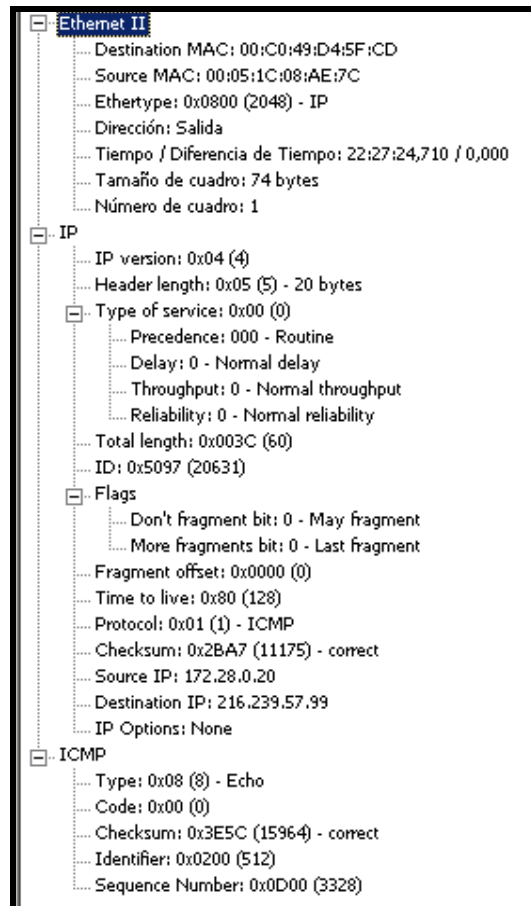 Ethernet II
Destination MAC: 00:C0:49:D4:5F:CD
Source MAC: 00:05:1C:08:AE:7C
Ethertype: 0x0800 (2048) - IP
Dirección: Salida
Tiempo / Diferencia de Tiempo: 22:27:24,710 / 0,000
Tamaño de cuadro: 74 bytes
Número de cuadro: 1
IP
IP version: 0x04 (4)
Header length: 0x05 (5) - 20 bytes
Type of service: 0x00 (0)
Precedence: 000 - Routine
Delay: 0 - Normal delay
Throughput: 0 - Normal throughput
Reliability: 0 - Normal reliability
Total length: 0x003C (60)
ID: 0x5097 (20631)
Flags
Don't fragment bit: 0 - May fragment
More fragments bit: 0 - Last fragment
Fragment offset: 0x0000 (0)
Time to live: 0x80 (128)
Protocol: 0x01 (1) - ICMP
Checksum: 0x2BA7 (11175) - correct
Source IP: 172.28.0.20
Destination IP: 216.239.57.99
IP Options: None
ICMP
Type: 0x08 (8) - Echo
Code: 0x00 (0)
Checksum: 0x3E5C (15964) - correct
Identifier: 0x0200 (512)
Sequence Number: 0x0D00 (3328)